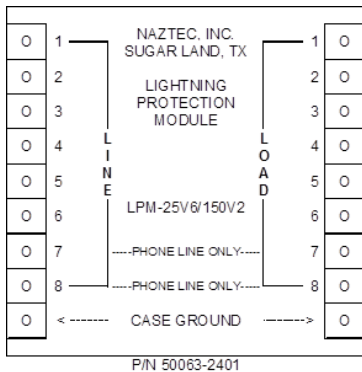 NAZTEC, INC.
SUGAR LAND, TX
LIGHTNING
PROTECTION
MODULE
LPM-25V6/150V2
O 1 1 O
O 2 2 O
O 3 3 O
O 4 4 O
O 5 5 O
O 6 6 O
O 7 -----PHONE LINE ONLY----- 7 O
O 8 -----PHONE LINE ONLY----- 8 O
O < -------- CASE GROUND --------> O
LINE
LOAD
P/N 50063-2401